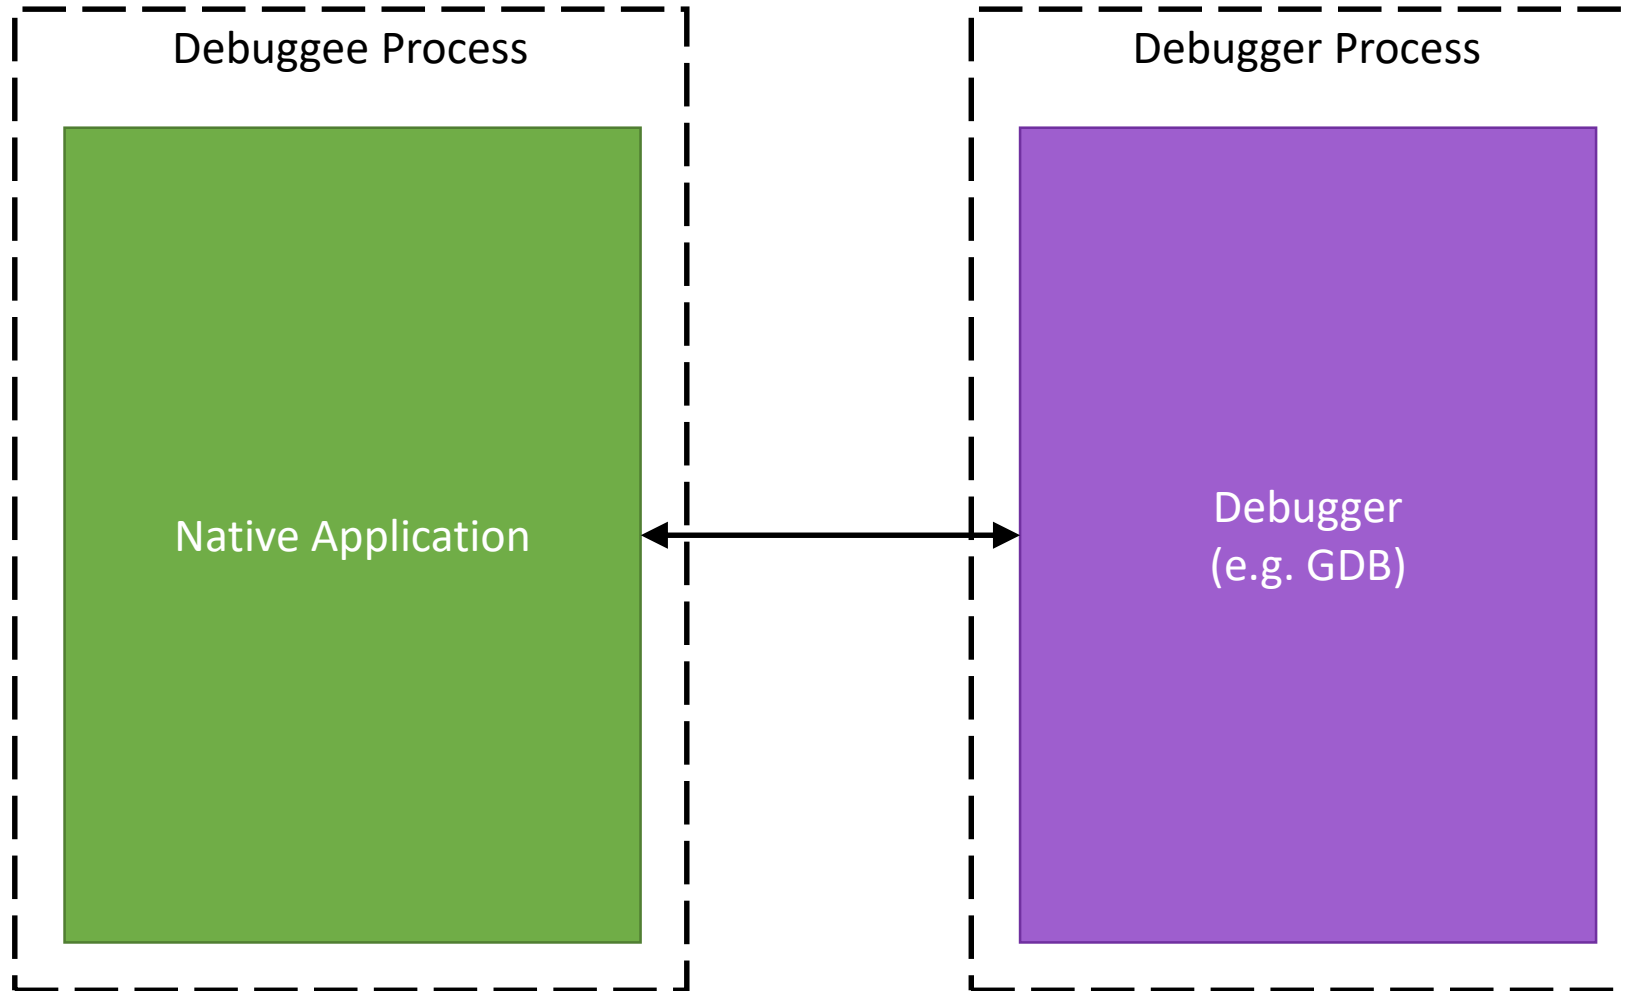 Debuggee Process
Debugger Process
Native Application
Debugger
(e.g. GDB)